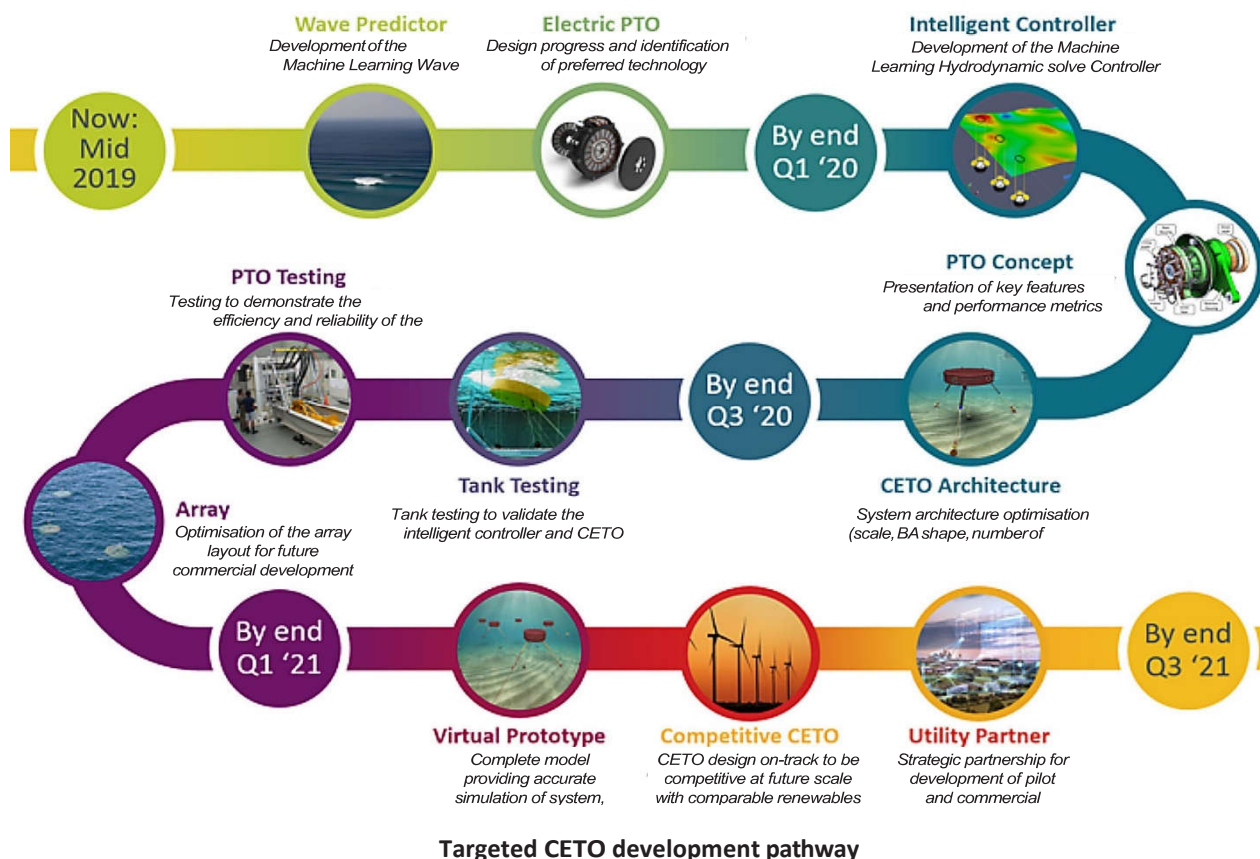 Wave Predictor
Development of the
Machine Learning Wave
Electric PTO
Design progress and identification
of preferred technology
Intelligent Controller
Development of the Machine
Learning Hydrodynamic solve Controller
Now:
Mid
2019
By end
Q1 ‘20
PTO Concept
Presentation of key features
and performance metrics
PTO Testing
Testing to demonstrate the
efficiency and reliability of the
By end
Q3 ‘20
Tank Testing
Tank testing to validate the
intelligent controller and CETO
CETO Architecture
System architecture optimisation
(scale, BA shape, number of
Array
Optimisation of the array
layout for future
commercial development
By end
Q1 ‘21
By end
Q3 ‘21
Virtual Prototype
Complete model
providing accurate
simulation of system,
Competitive CETO
CETO design on-track to be
competitive at future scale
with comparable renewables
Utility Partner
Strategic partnership for
development of pilot
and commercial
Targeted CETO development pathway